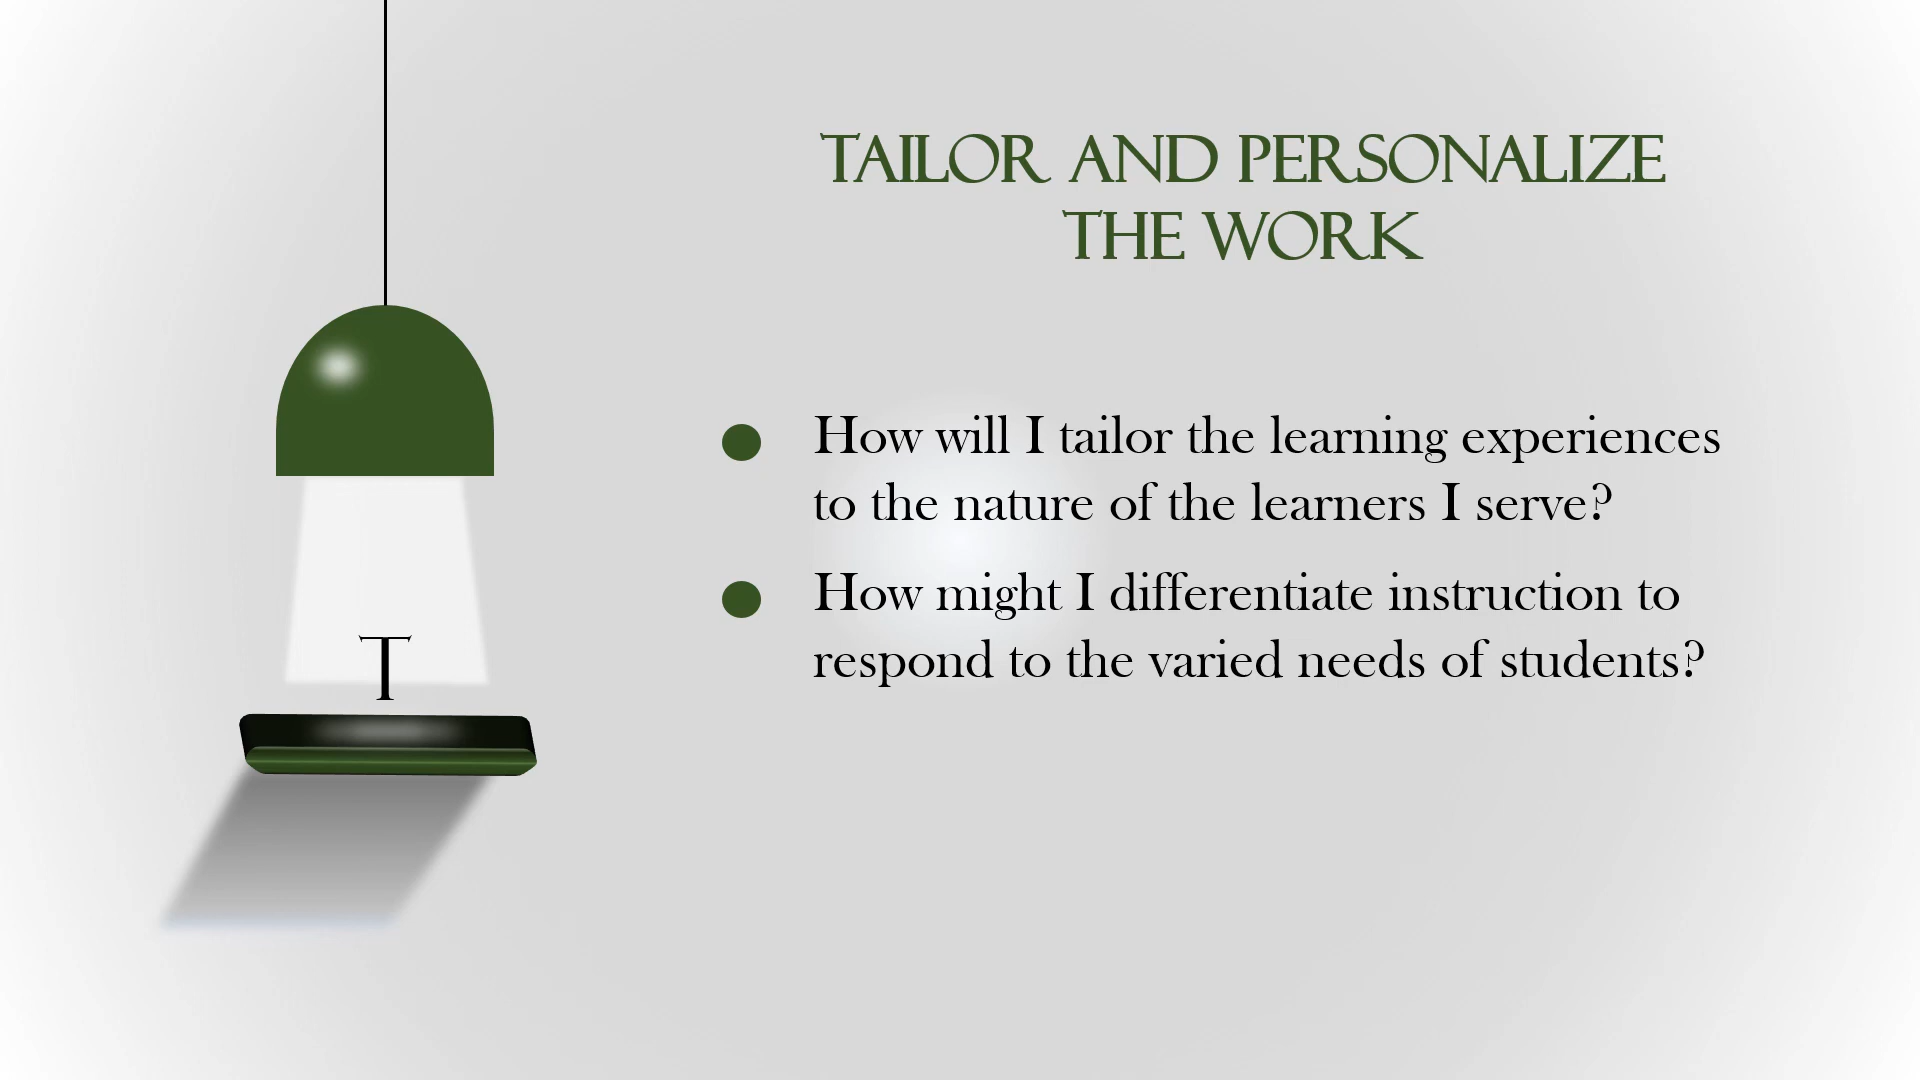 TAILOR AND PERSONALIZE
THE WORK
How will I tailor the learning experiences
to the nature of the learners I serve?
How might I differentiate instruction to
respond to the varied needs of students?
T